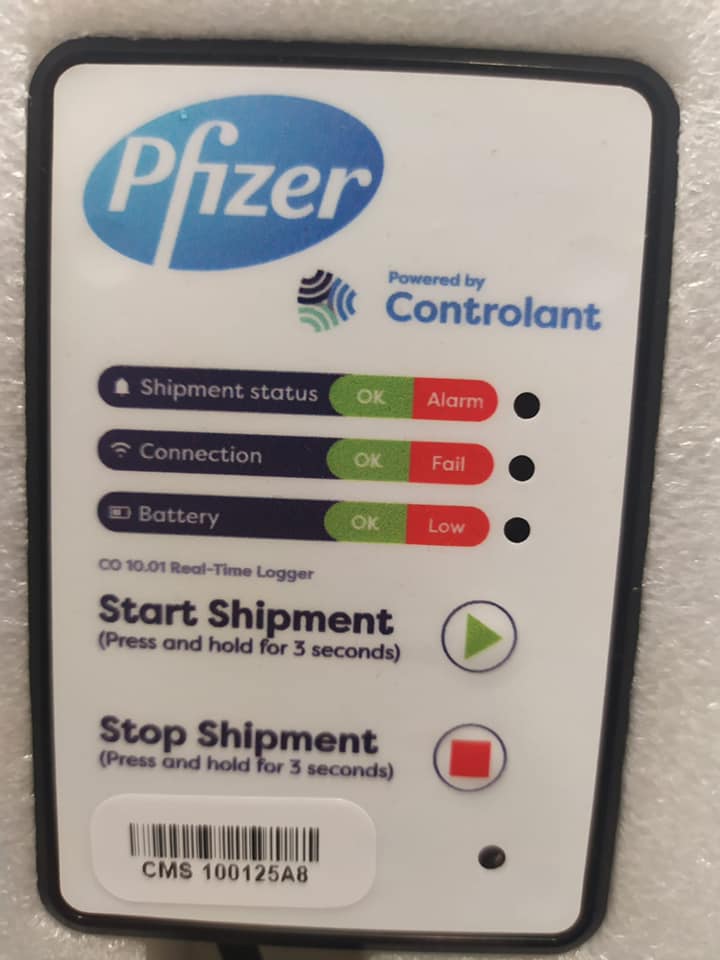 Pfizer
Powered by
Controlant
Shipment status OK Alarm
Connection OK Fail
Battery OK Low
CO 10.01 Real-Time Logger
Start Shipment
(Press and hold for 3 seconds)
Stop Shipment
(Press and hold for 3 seconds)
CMS 100125A8